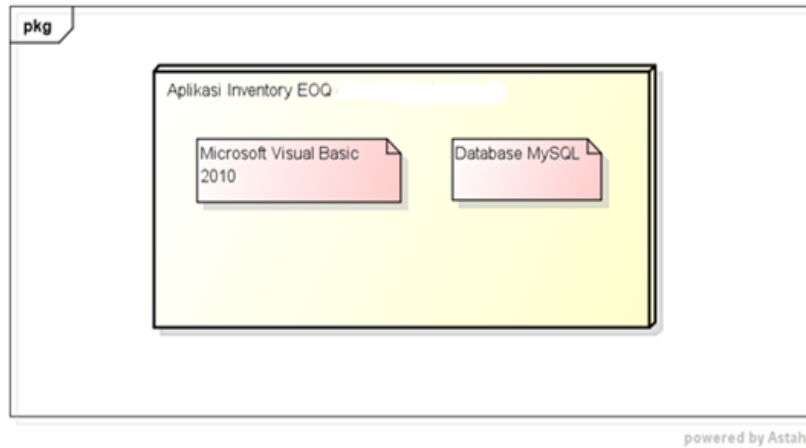 pkg
Aplikasi Inventory EOQ
Microsoft Visual Basic
2010
Database MySQL
powered by Astah